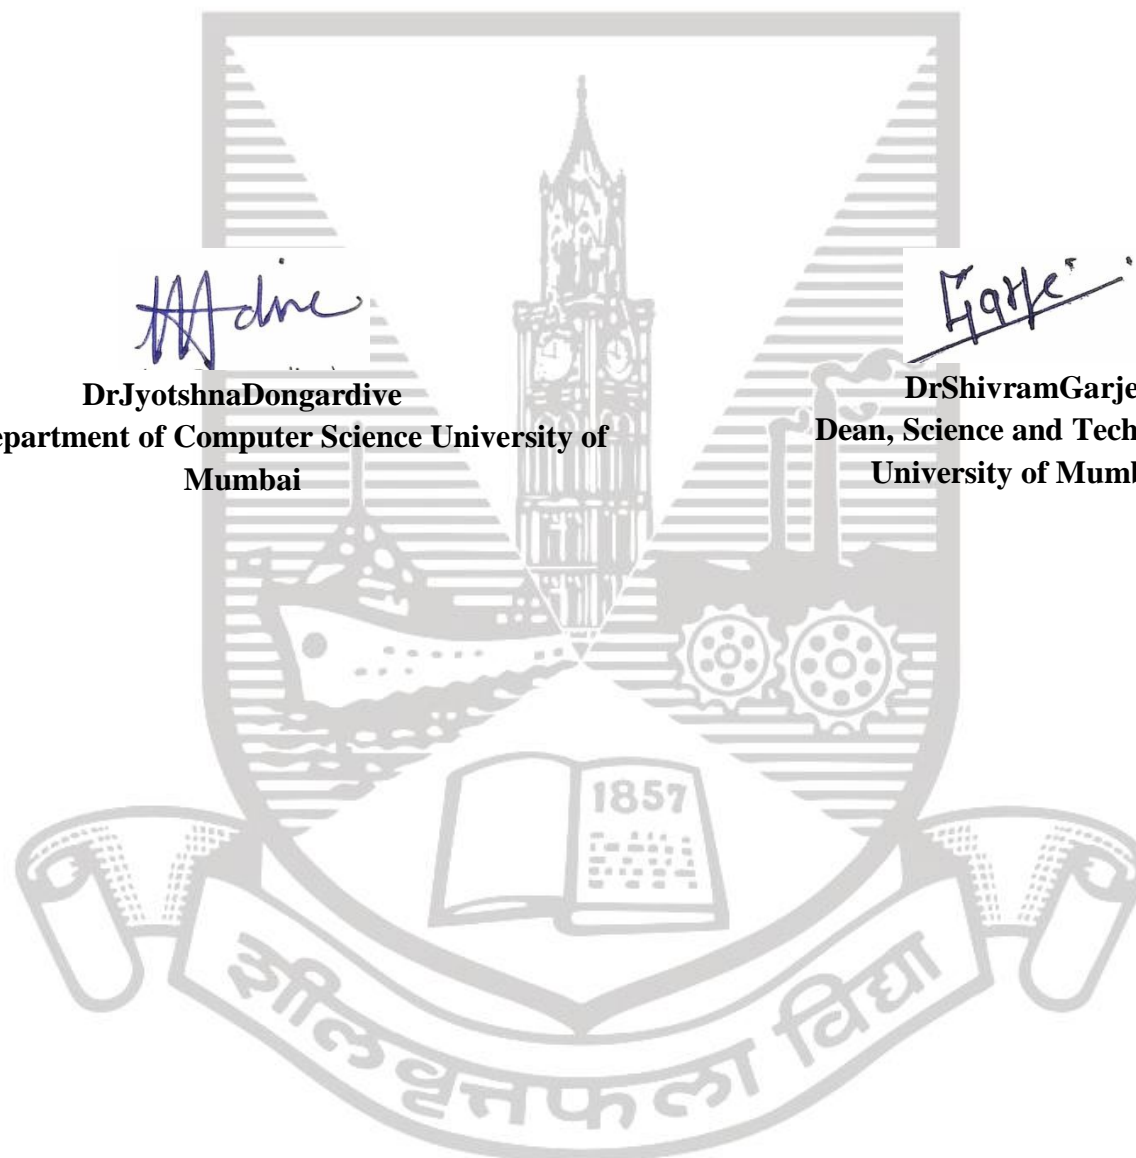 DrJyotshnaDongardive
epartment of Computer Science University of
Mumbai
DrShivramGarje
Dean, Science and Tech
University of Mumb
1857
शीलवृत्तफला विद्या